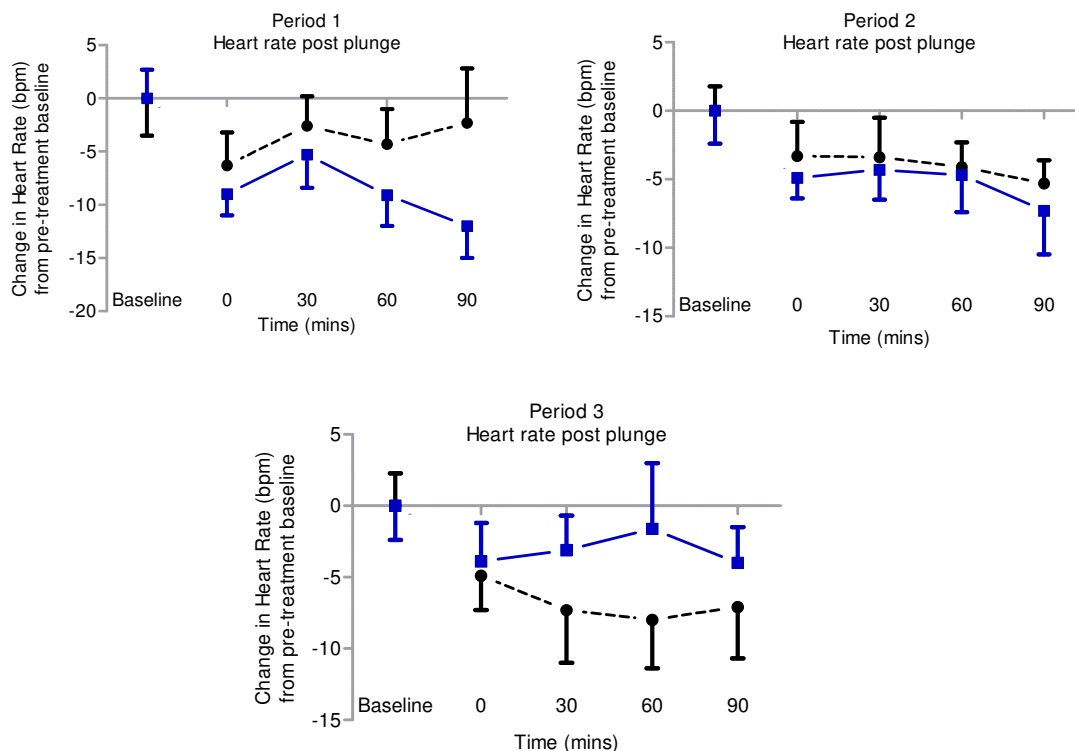 Period 1
Heart rate post plunge
Change in Heart Rate (bpm)
from pre-treatment baseline
5
0
-5
-10
-15
-20
Baseline 0 30 60 90
Time (mins)
Period 2
Heart rate post plunge
Change in Heart Rate (bpm)
from pre-treatment baseline
5
0
-5
-10
-15
Baseline 0 30 60 90
Time (mins)
Period 3
Heart rate post plunge
Change in Heart Rate (bpm)
from pre-treatment baseline
5
0
-5
-10
-15
Baseline 0 30 60 90
Time (mins)